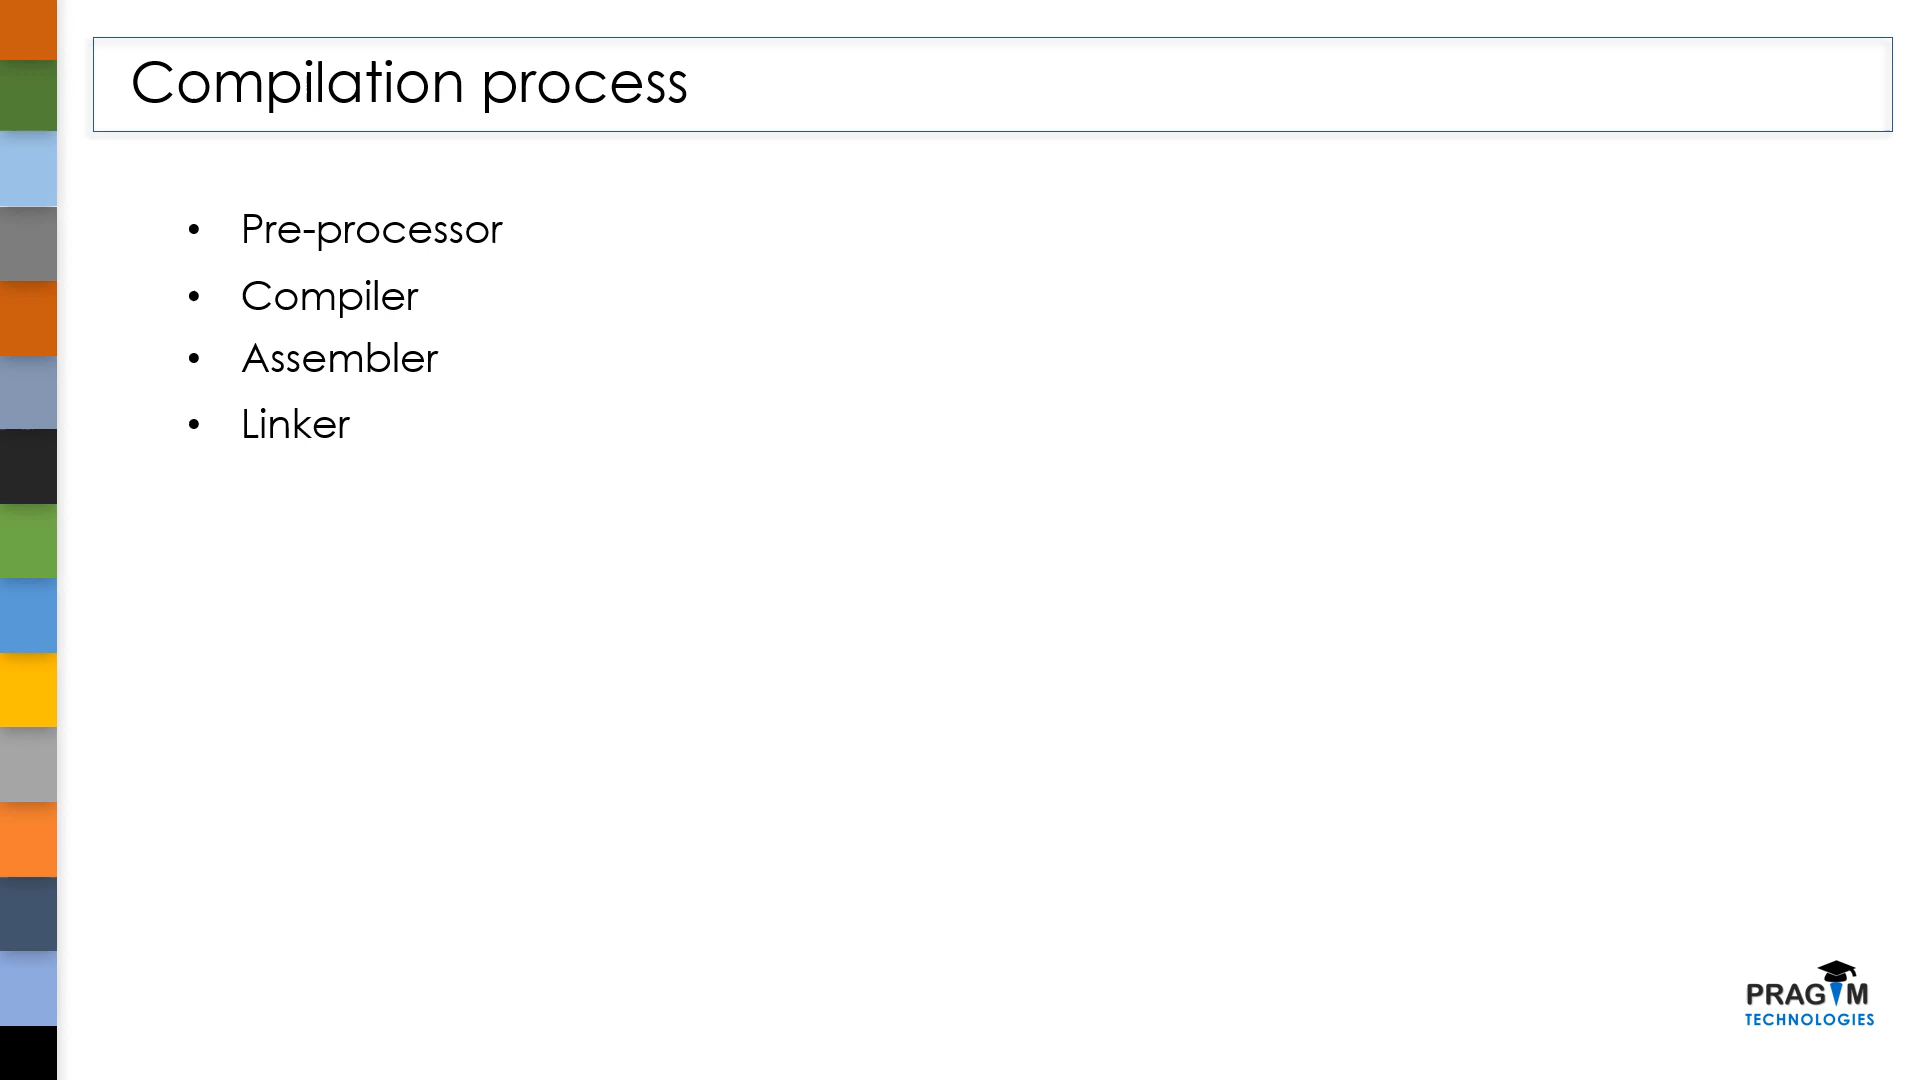 Compilation process
• Pre-processor
• Compiler
• Assembler
• Linker
PRAGIM
TECHNOLOGIES